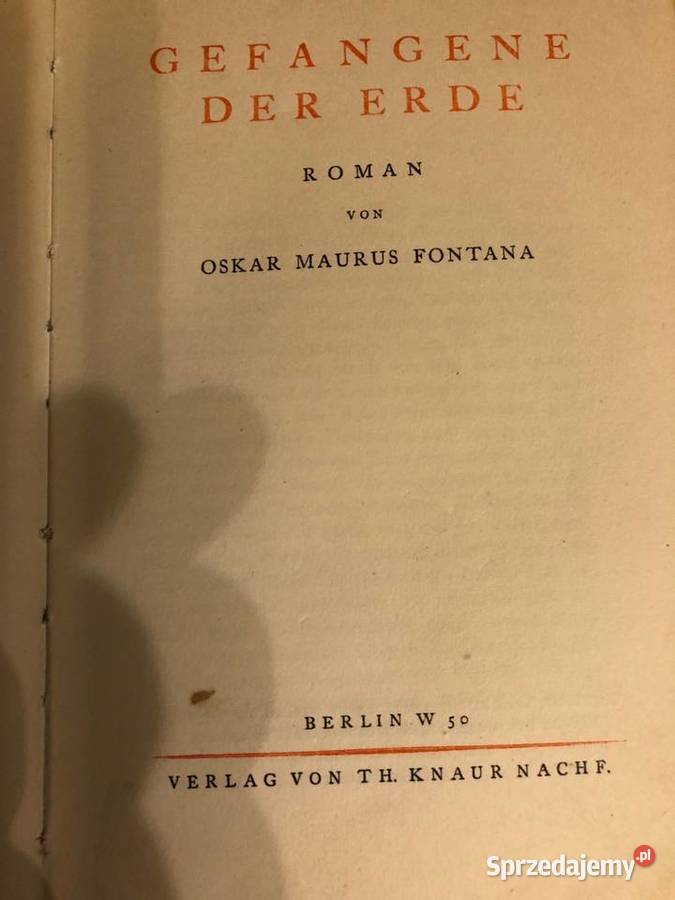 GEFANGENE
DER ERDE
ROMAN
VON
OSKAR MAURUS FONTANA
BERLIN W 50
VERLAG VON TH. KNAUR NACHF.
Sprzedajemy.pl